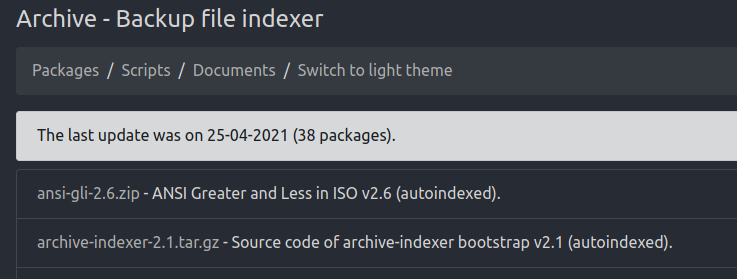 Archive - Backup file indexer
Packages / Scripts / Documents / Switch to light theme
The last update was on 25-04-2021 (38 packages).
ansi-gli-2.6.zip - ANSI Greater and Less in ISO v2.6 (autoindexed).
archive-indexer-2.1.tar.gz - Source code of archive-indexer bootstrap v2.1 (autoindexed).